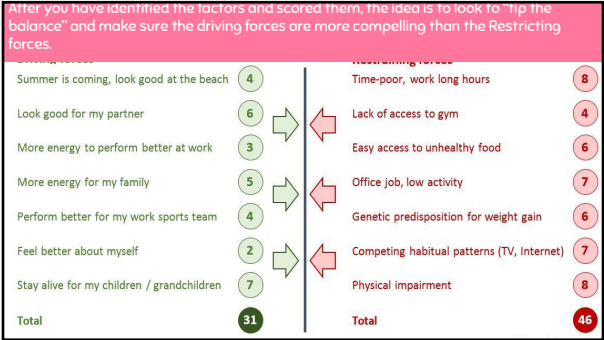 After you have identified the factors and scored them, the idea is to look to “tip the
balance” and make sure the driving forces are more compelling than the Restricting
forces.
Driving Forces
Restraining Forces
Summer is coming, look good at the beach 4
Time-poor, work long hours 8
Look good for my partner 6
Lack of access to gym 4
More energy to perform better at work 3
Easy access to unhealthy food 6
More energy for my family 5
Office job, low activity 7
Perform better for my work sports team 4
Genetic predisposition for weight gain 6
Feel better about myself 2
Competing habitual patterns (TV, Internet) 7
Stay alive for my children / grandchildren 7
Physical impairment 8
Total 31
Total 46